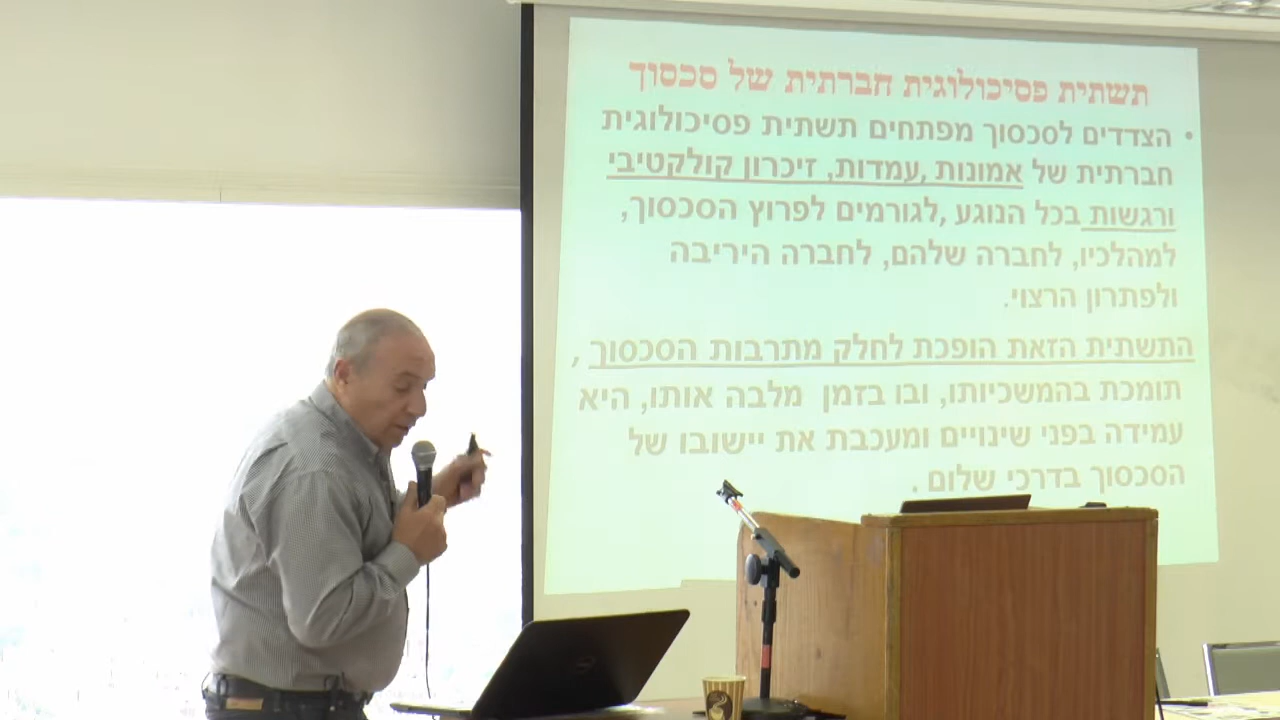 תשתית פסיכולוגית חברתית של סכסוך
• הצדדים לסכסוך מפתחים תשתית פסיכולוגית
חברתית של אמונות ,עמדות, זיכרון קולקטיבי
ורגשות בכל הנוגע ,לגורמים לפרוץ הסכסוך,
למהלכיו, לחברה שלהם, לחברה היריבה
ולפתרון הרצוי.
התשתית הזאת הופכת לחלק מתרבות הסכסוך ,
תומכת בהמשכיותו, ובו בזמן מלבה אותו, היא
עמידה בפני שינויים ומעכבת את יישובו של
הסכסוך בדרכי שלום .